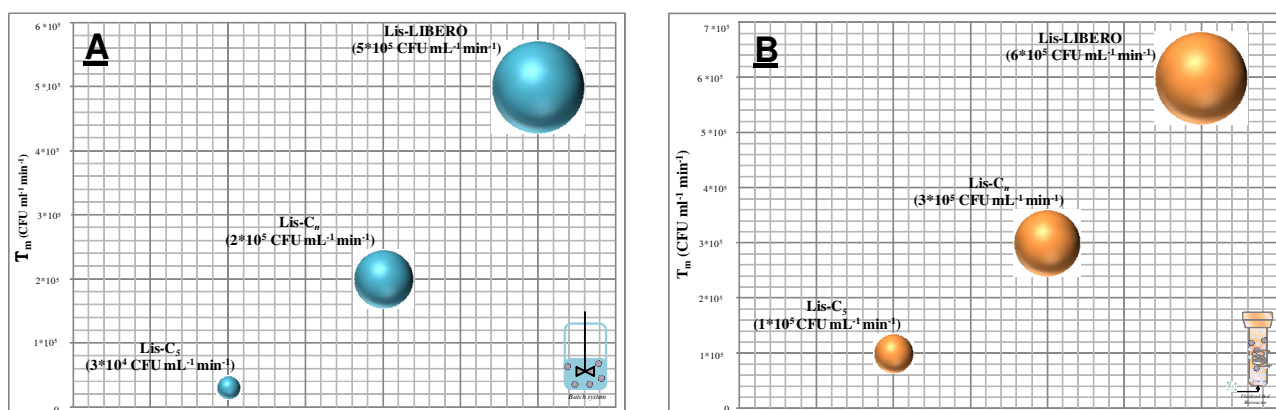 A
6*10⁵
5*10⁵
4*10⁵
3*10⁵
2*10⁵
1*10⁵
0
Tₘ (CFU ml⁻¹ min⁻¹)
Lis-LIBERO
(5*10⁵ CFU mL⁻¹ min⁻¹)
Lis-Cₙ
(2*10⁵ CFU mL⁻¹ min⁻¹)
Lis-C₅
(3*10⁴ CFU mL⁻¹ min⁻¹)
Batch system
B
7*10⁵
6*10⁵
5*10⁵
4*10⁵
3*10⁵
2*10⁵
1*10⁵
0
Tₘ (CFU ml⁻¹ min⁻¹)
Lis-LIBERO
(6*10⁵ CFU mL⁻¹ min⁻¹)
Lis-Cₙ
(3*10⁵ CFU mL⁻¹ min⁻¹)
Lis-C₅
(1*10⁵ CFU mL⁻¹ min⁻¹)